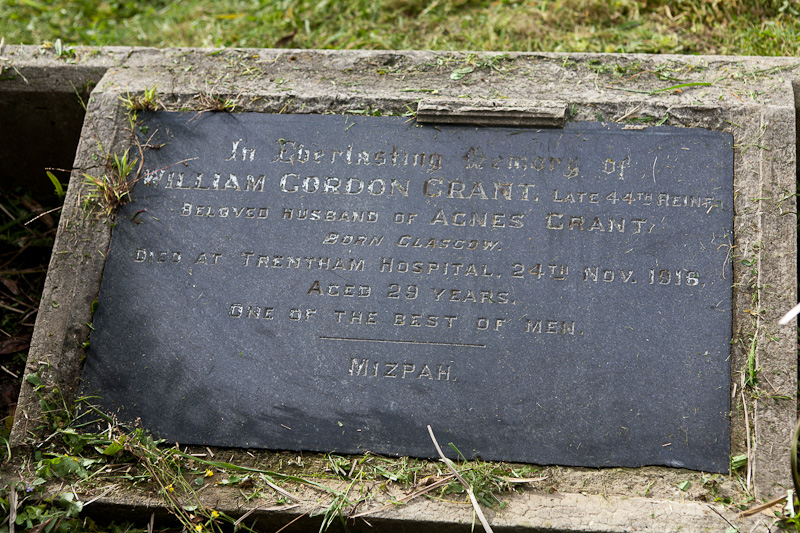 In Everlasting Memory of
William Gordon Grant, Late 44th Reinf.
Beloved husband of Agnes Grant,
Born Glasgow.
Died at Trentham Hospital, 24th Nov. 1918,
Aged 29 years.
One of the best of men.
Mizpah.